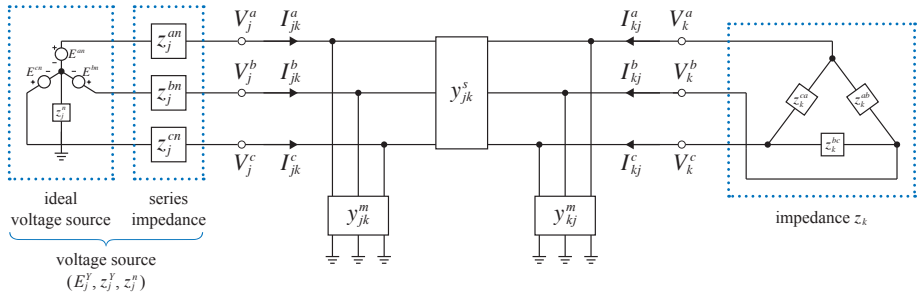 V_j^a I_{jk}^a I_{kj}^a V_k^a
z_j^{an}
+
E^{an}
−
E^{cn} − − E^{bn}
+ +
V_j^b I_{jk}^b y_{jk}^s I_{kj}^b V_k^b
z_j^{bn}
z_k^{ca} z_k^{ab}
z_j^n
z_j^{cn} z_k^{bc}
V_j^c I_{jk}^c I_{kj}^c V_k^c
y_{jk}^m y_{kj}^m
ideal
voltage source
series
impedance
impedance z_k
voltage source
(E_j^Y, z_j^Y, z_j^n)